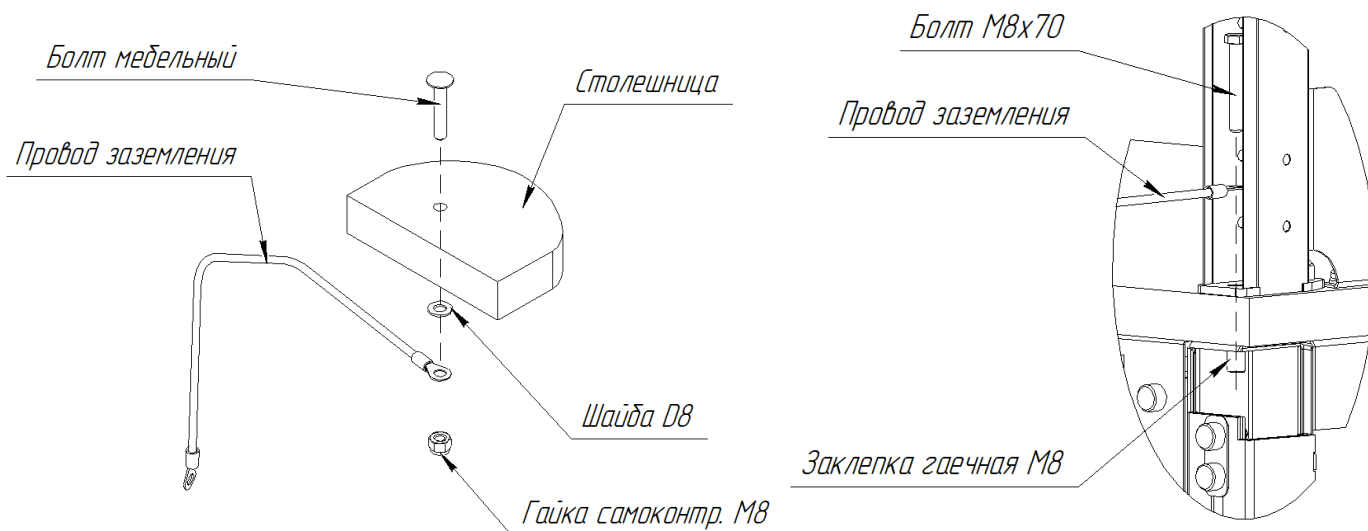 Болт мебельный
Столешница
Провод заземления
Шайба D8
Гайка самоконтр. М8
Болт М8х70
Провод заземления
Заклепка гаечная М8